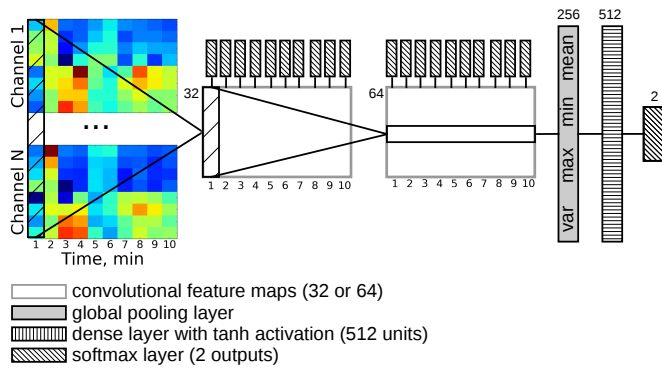 Channel 1
...
Channel N
1 2 3 4 5 6 7 8 9 10
Time, min
32
1 2 3 4 5 6 7 8 9 10
64
1 2 3 4 5 6 7 8 9 10
256
mean
min
max
var
512
2
convolutional feature maps (32 or 64)
global pooling layer
dense layer with tanh activation (512 units)
softmax layer (2 outputs)